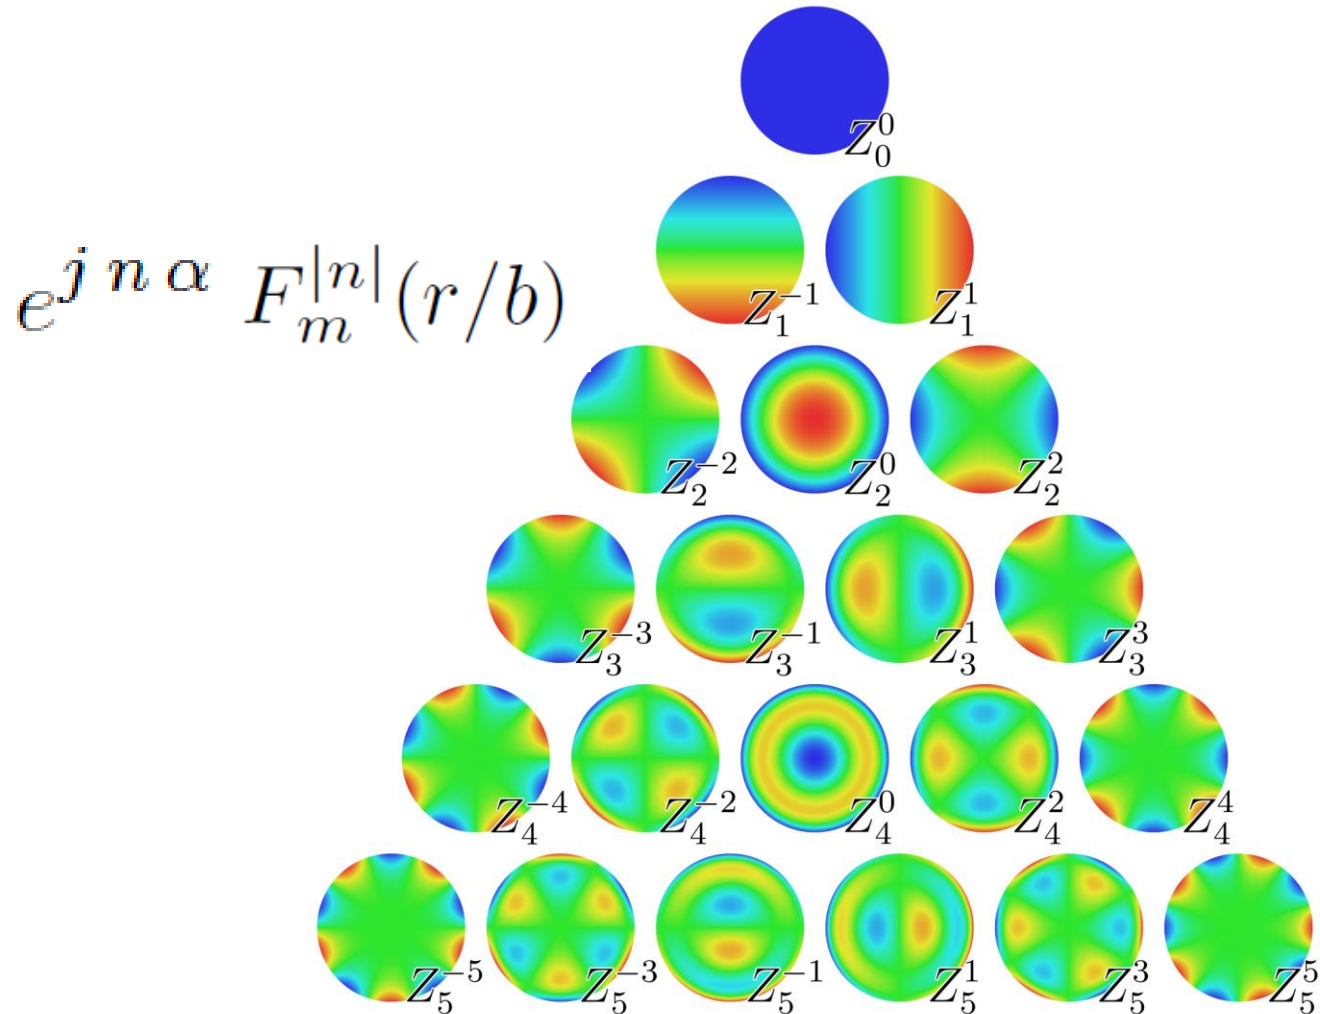 Z_0^0
Z_1^{-1} Z_1^1
e^{j n α} F_m^{|n|}(r/b)
Z_2^{-2} Z_2^0 Z_2^2
Z_3^{-3} Z_3^{-1} Z_3^1 Z_3^3
Z_4^{-4} Z_4^{-2} Z_4^0 Z_4^2 Z_4^4
Z_5^{-5} Z_5^{-3} Z_5^{-1} Z_5^1 Z_5^3 Z_5^5